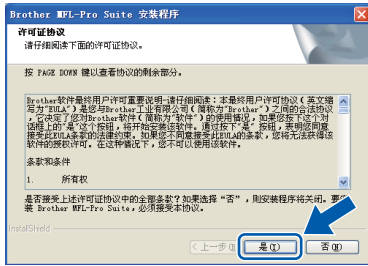 Brother MFL-Pro Suite 安装程序
许可证协议
请仔细阅读下面的许可证协议。
按 PAGE DOWN 键以查看协议的剩余部分。
Brother软件最终用户许可重要说明-请仔细阅读：本最终用户许可协议（英文缩
写为"EULA"）是您与Brother工业有限公司（简称为"Brother"）之间的合法协议
，它决定了您对Brother软件（简称为"软件"）的使用情况，如果您按下这个对
话框上的"是"这个按钮，将开始安装该软件。通过按下"是"按钮，表明您同意
接受此EULA条款的法律约束。如果您不同意接受此EULA的条款，您将无法获得该
软件的授权许可。在这种情况下，您不可以使用该软件。
条款和条件
1. 所有权
是否接受上述许可证协议中的全部条款？如果选择“否”，则安装程序将关闭。要
装 Brother MFL-Pro Suite，必须接受本协议。
InstallShield
<上一步(B) 是(Y) 否(N)